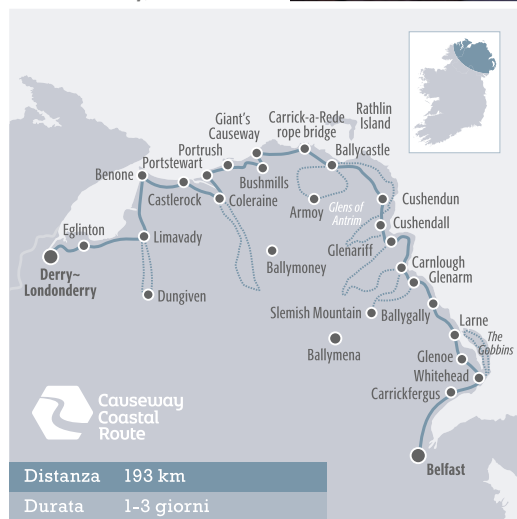 Rathlin
Island
Giant's
Causeway
Carrick-a-Rede
rope bridge
Portrush
Ballycastle
Portstewart
Benone
Bushmills
Castlerock
Coleraine
Armoy
Glens of
Antrim
Cushendun
Cushendall
Eglinton
Limavady
Glenariff
Derry~
Londonderry
Ballymoney
Carnlough
Glenarm
Dungiven
Slemish Mountain
Ballygally
Larne
The
Gobbins
Ballymena
Glenoe
Whitehead
Carrickfergus
Causeway
Coastal
Route
Belfast
Distanza 193 km
Durata 1-3 giorni